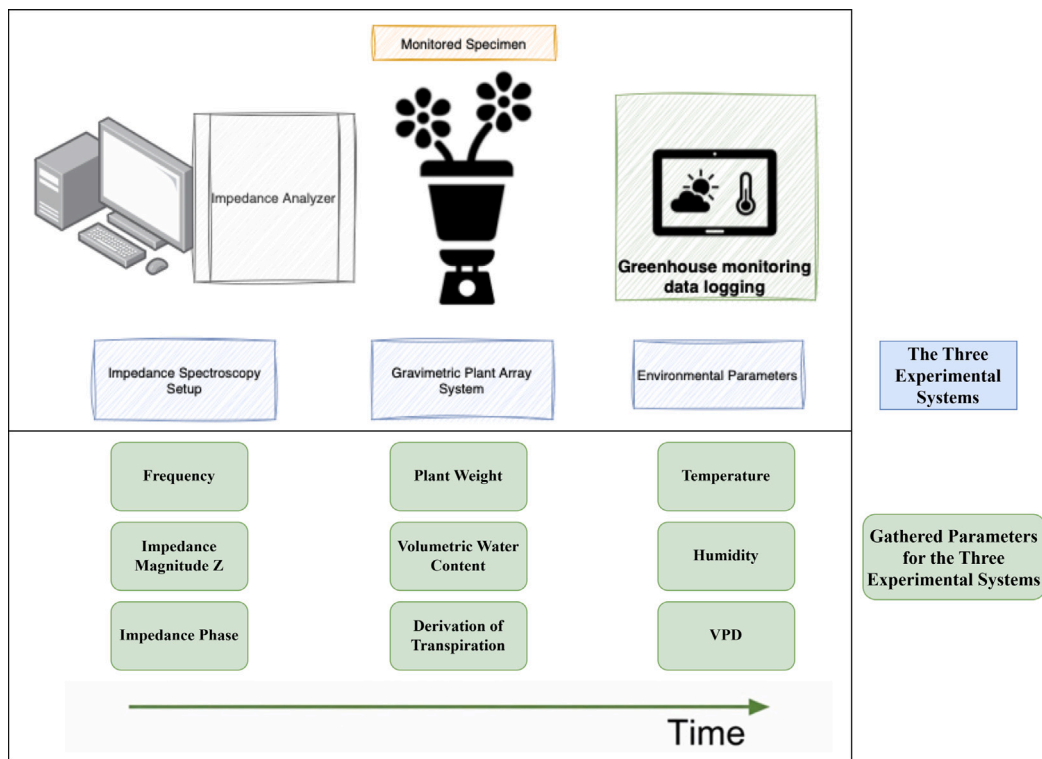 Monitored Specimen
Impedance Analyzer
Greenhouse monitoring
data logging
Impedance Spectroscopy
Setup
Gravimetric Plant Array
System
Environmental Parameters
The Three
Experimental
Systems
Frequency
Plant Weight
Temperature
Impedance
Magnitude Z
Volumetric Water
Content
Humidity
Gathered Parameters
for the Three
Experimental Systems
Impedance Phase
Derivation of
Transpiration
VPD
Time